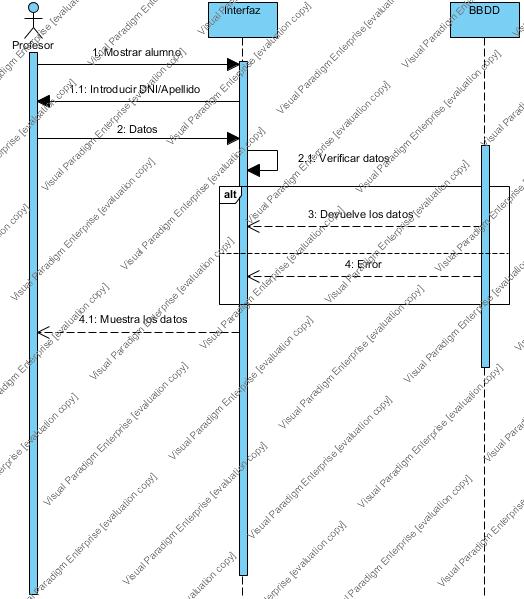 Interfaz
BBDD
Profesor
1: Mostrar alumno
1.1: Introducir DNI/Apellido
2: Datos
2.1: Verificar datos
alt
3: Devuelve los datos
4: Error
4.1: Muestra los datos
Visual Paradigm Enterprise [evaluation copy]